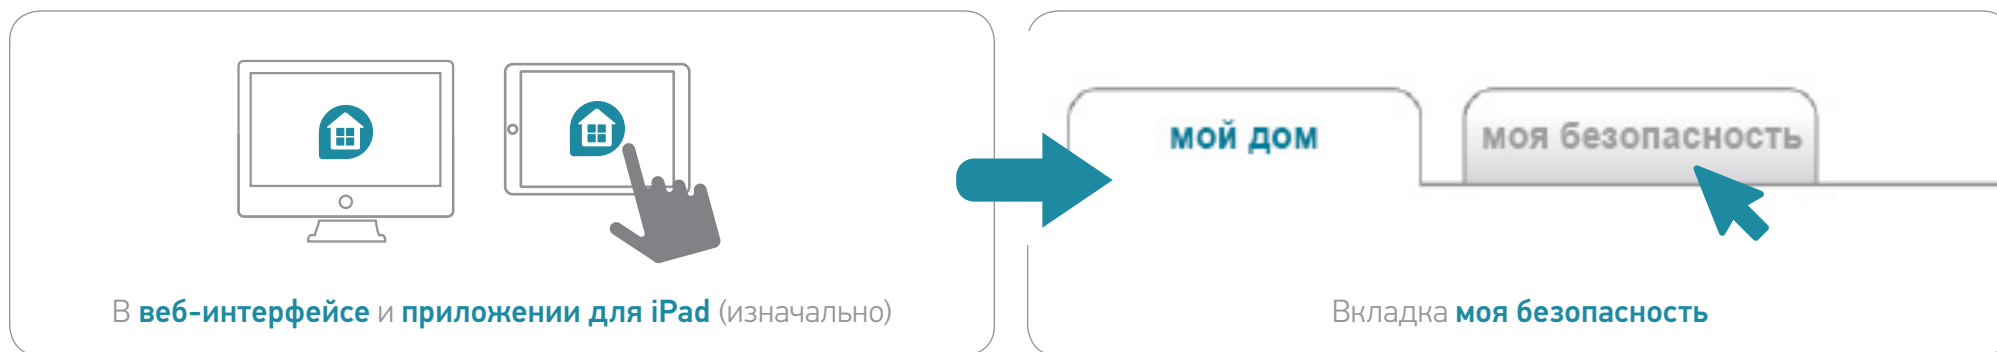 мой дом
моя безопасность
В веб-интерфейсе и приложении для iPad (изначально)
Вкладка моя безопасность